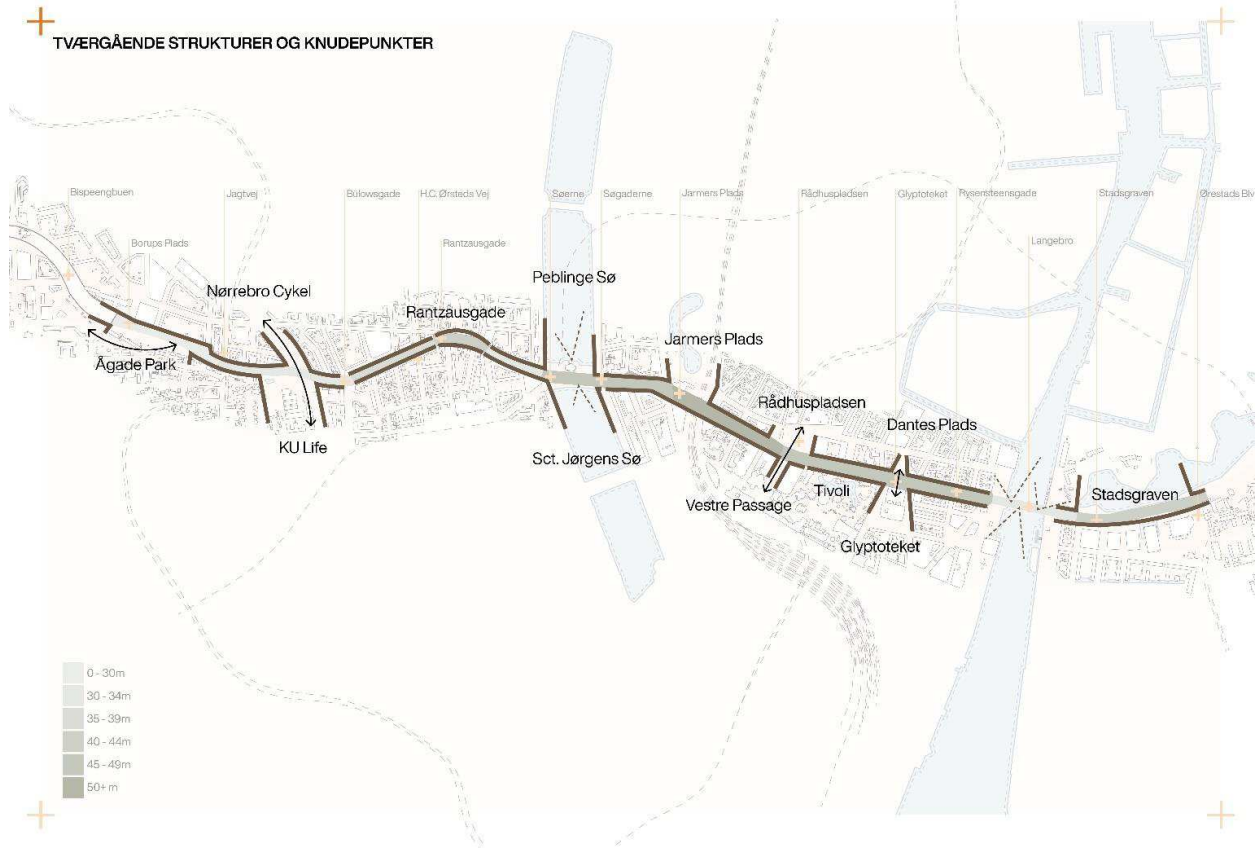 TVÆRGÅENDE STRUKTURER OG KNUDEPUNKTER
Bispeengbuen
Jagtvej
Bülowsgade
H.C. Ørsteds Vej
Søerne
Søgaderne
Jarmers Plads
Rådhuspladsen
Glyptoteket
Rysensteensgade
Stadsgraven
Ørestads Blv
Borups Plads
Rantzausgade
Langebro
Nørrebro Cykel
Peblinge Sø
Rantzausgade
Jarmers Plads
Ågade Park
Rådhuspladsen
Dantes Plads
KU Life
Sct. Jørgens Sø
Tivoli
Stadsgraven
Vestre Passage
Glyptoteket
0 - 30m
30 - 34m
35 - 39m
40 - 44m
45 - 49m
50+ m